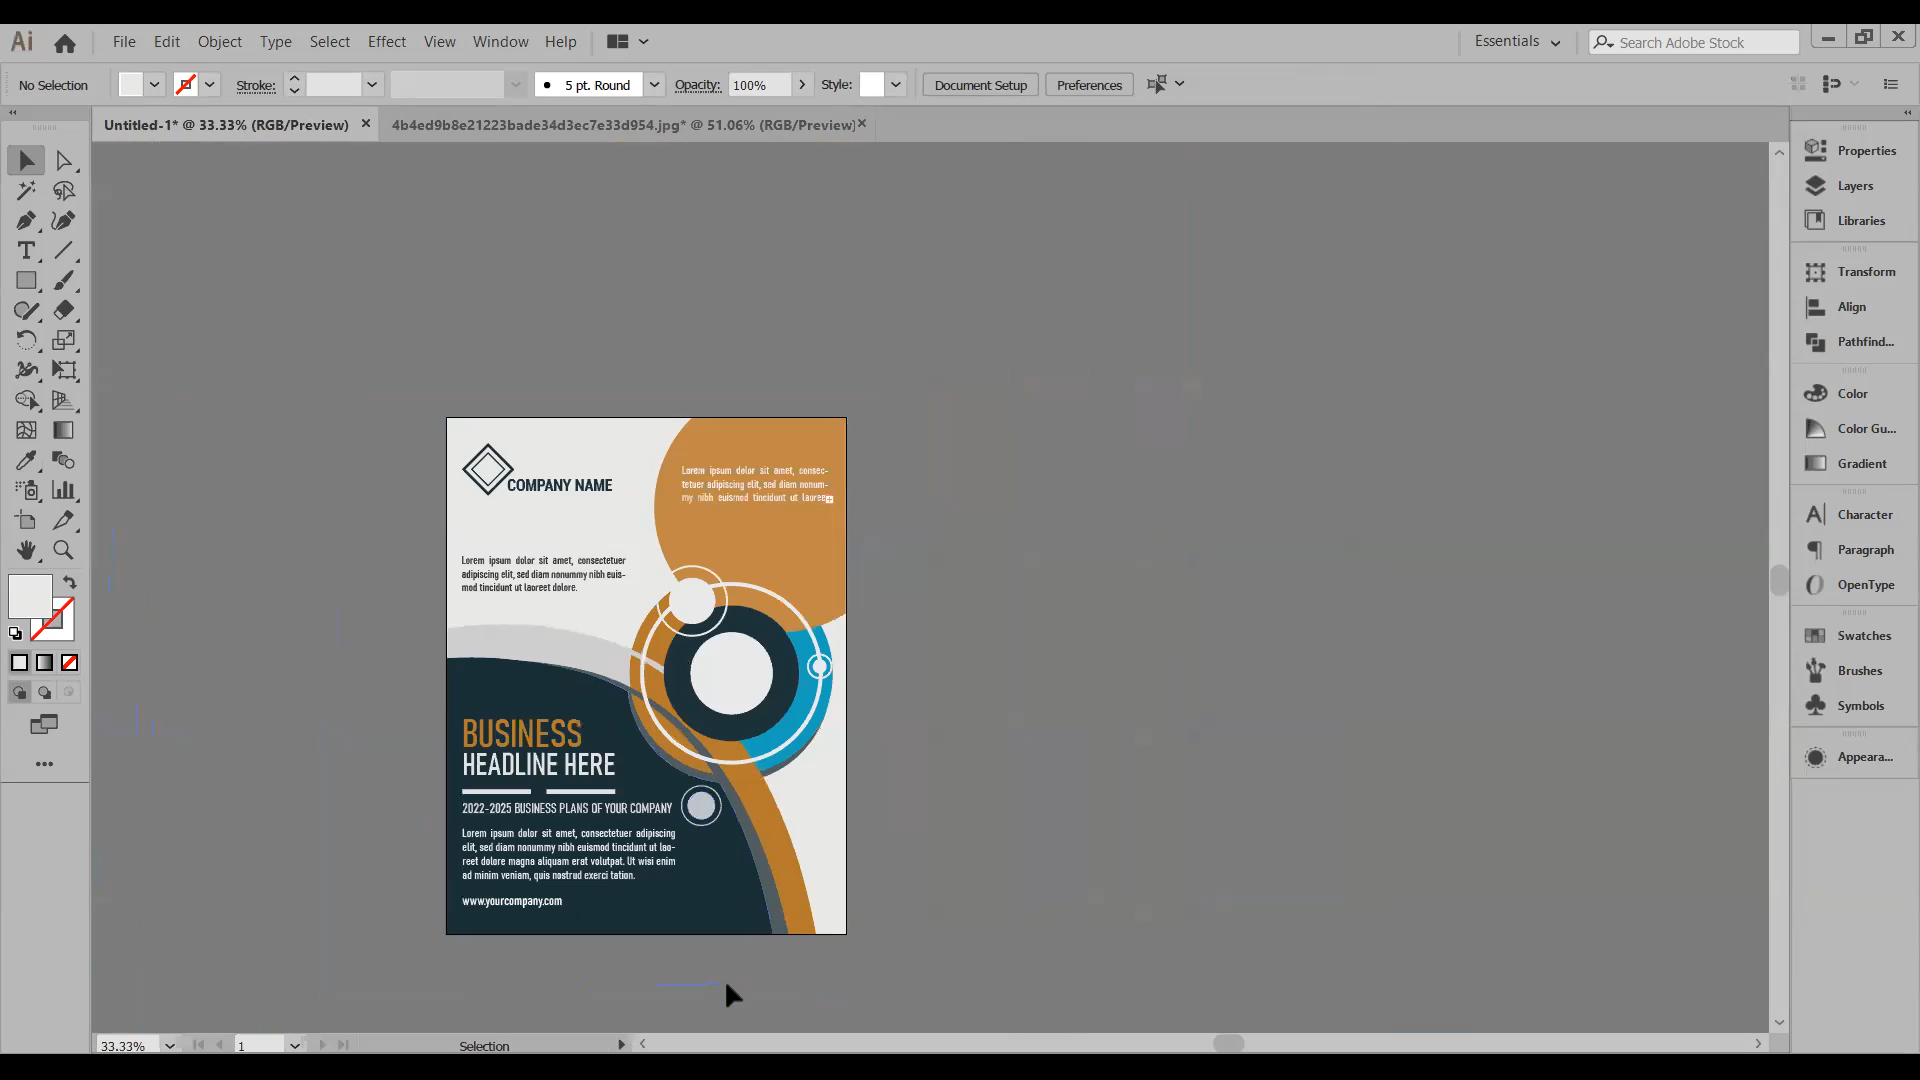 Ai File Edit Object Type Select Effect View Window Help Essentials Search Adobe Stock
No Selection Stroke: 5 pt. Round Opacity: 100% Style: Document Setup Preferences
Untitled-1* @ 33.33% (RGB/Preview) 4b4ed9b8e21223bade34d3ec7e33d954.jpg* @ 51.06% (RGB/Preview)
Properties
Layers
Libraries
Transform
Align
Pathfind...
Color
Color Gu...
Gradient
Character
Paragraph
OpenType
Swatches
Brushes
Symbols
Appeara...
COMPANY NAME
Lorem ipsum dolor sit amet, consec-
tetuer adipiscing elit, sed diam nonum-
my nibh euismod tincidunt ut laoree
Lorem ipsum dolor sit amet, consectetuer
adipiscing elit, sed diam nonummy nibh euis-
mod tincidunt ut laoreet dolore.
BUSINESS
HEADLINE HERE
2022-2025 BUSINESS PLANS OF YOUR COMPANY
Lorem ipsum dolor sit amet, consectetuer adipiscing
elit, sed diam nonummy nibh euismod tincidunt ut lao-
reet dolore magna aliquam erat volutpat. Ut wisi enim
ad minim veniam, quis nostrud exerci tation.
www.yourcompany.com
33.33% 1 Selection